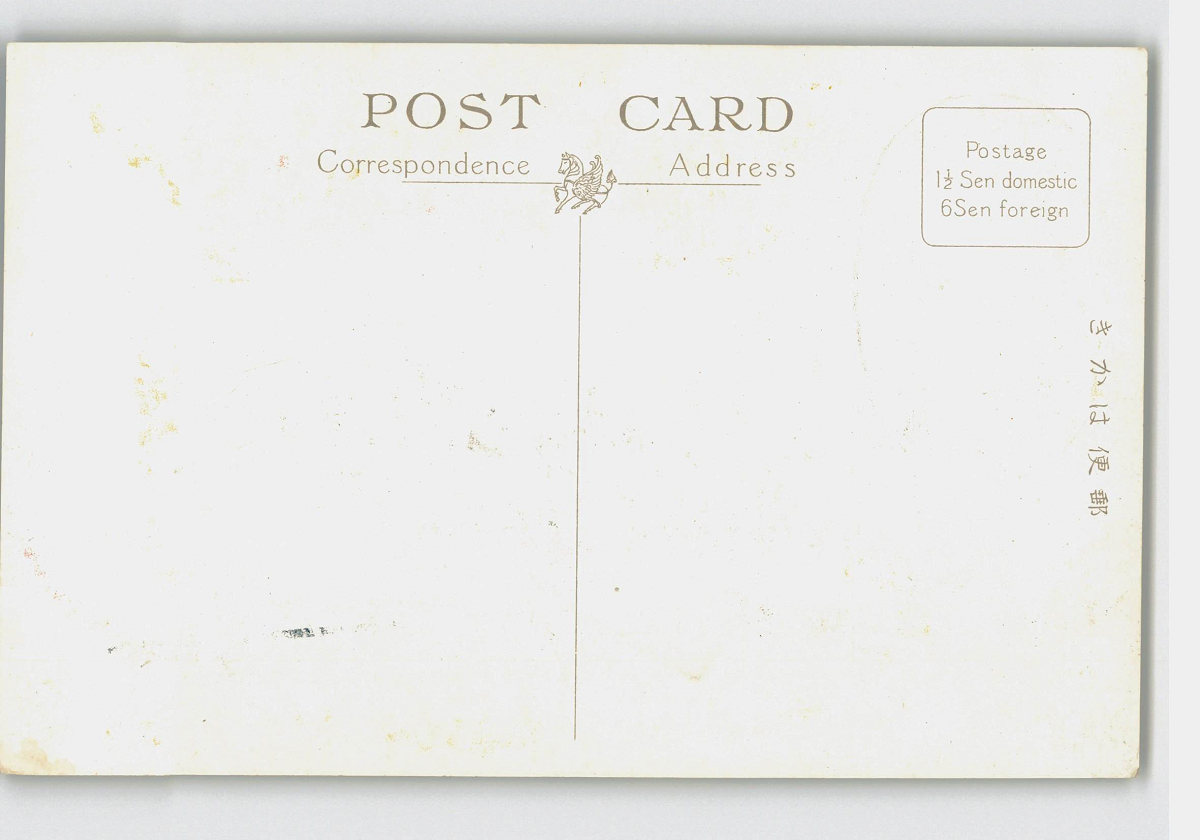 POST CARD
Correspondence
Address
Postage
1½ Sen domestic
6Sen foreign
きかは便郵